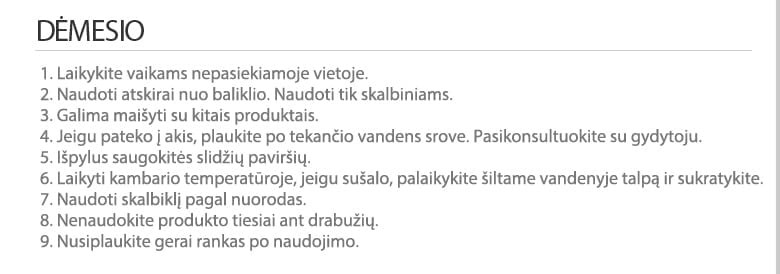 DĖMESIO
1. Laikykite vaikams nepasiekiamoje vietoje.
2. Naudoti atskirai nuo baliklio. Naudoti tik skalbiniams.
3. Galima maišyti su kitais produktais.
4. Jeigu pateko į akis, plaukite po tekančio vandens srove. Pasikonsultuokite su gydytoju.
5. Išpylus saugokitės slidžių paviršių.
6. Laikyti kambario temperatūroje, jeigu sušalo, palaikykite šiltame vandenyje talpą ir sukratykite.
7. Naudoti skalbiklį pagal nuorodas.
8. Nenaudokite produkto tiesiai ant drabužių.
9. Nusiplaukite gerai rankas po naudojimo.